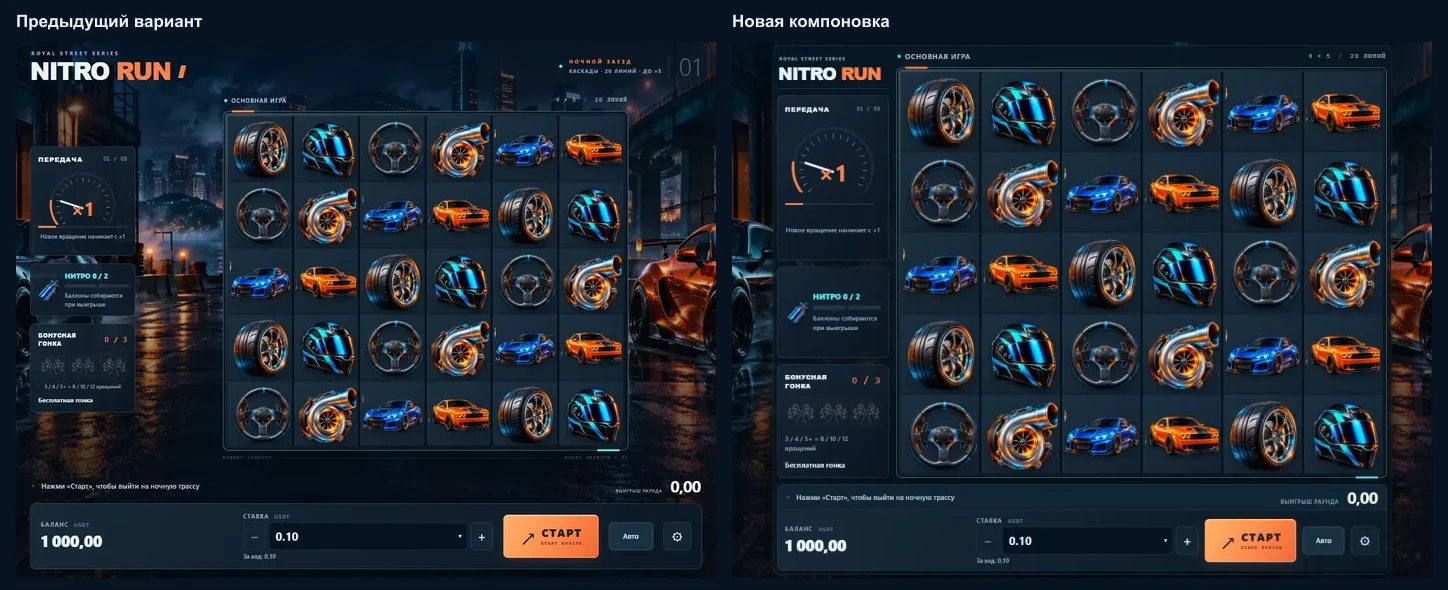 Предыдущий вариант
ROYAL STREET SERIES
NITRO RUN
НОЧНОЙ ЗАЕЗД
КАСКАДЫ · 20 ЛИНИЙ · ДО ×5
01
ОСНОВНАЯ ИГРА
6 × 5 / 20 ЛИНИЙ
ПЕРЕДАЧА 01 / 05
×1
Новое вращение начинает с ×1
НИТРО 0 / 2
Баллоны собираются
при выигрыше
БОНУСНАЯ
ГОНКА
0 / 3
3 / 4 / 5+ = 8 / 10 / 12 вращений
Бесплатная гонка
Нажми «Старт», чтобы выйти на ночную трассу
ВЫИГРЫШ РАУНДА 0,00
БАЛАНС USDT
1 000,00
СТАВКА USDT
− 0.10 +
За ход: 0,10
СТАРТ
Авто
Новая компоновка
ROYAL STREET SERIES
NITRO RUN
ОСНОВНАЯ ИГРА
6 × 5 / 20 ЛИНИЙ
ПЕРЕДАЧА 01 / 05
×1
Новое вращение начинает с ×1
НИТРО 0 / 2
Баллоны собираются
при выигрыше
БОНУСНАЯ
ГОНКА
0 / 3
3 / 4 / 5+ = 8 / 10 / 12
вращений
Бесплатная гонка
Нажми «Старт», чтобы выйти на ночную трассу
ВЫИГРЫШ РАУНДА 0,00
БАЛАНС USDT
1 000,00
СТАВКА USDT
− 0.10 +
За ход: 0,10
СТАРТ
Авто